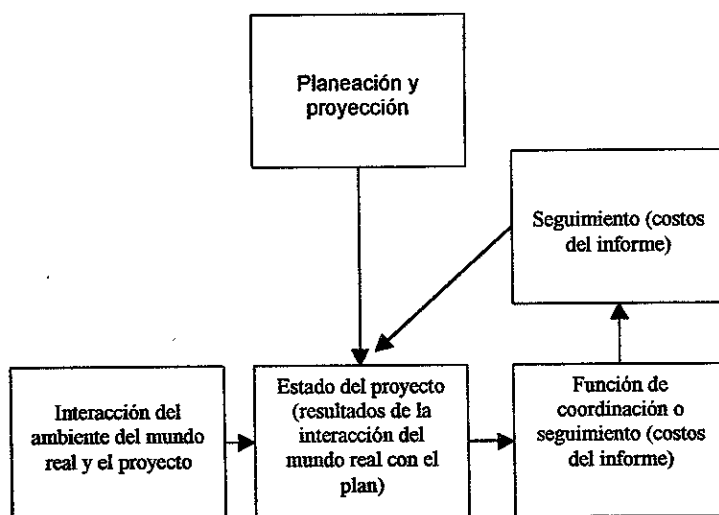 Planeación y
proyección
Seguimiento (costos
del informe)
Interacción del
ambiente del mundo
real y el proyecto
Estado del proyecto
(resultados de la
interacción del
mundo real con el
plan)
Función de
coordinación o
seguimiento (costos
del informe)